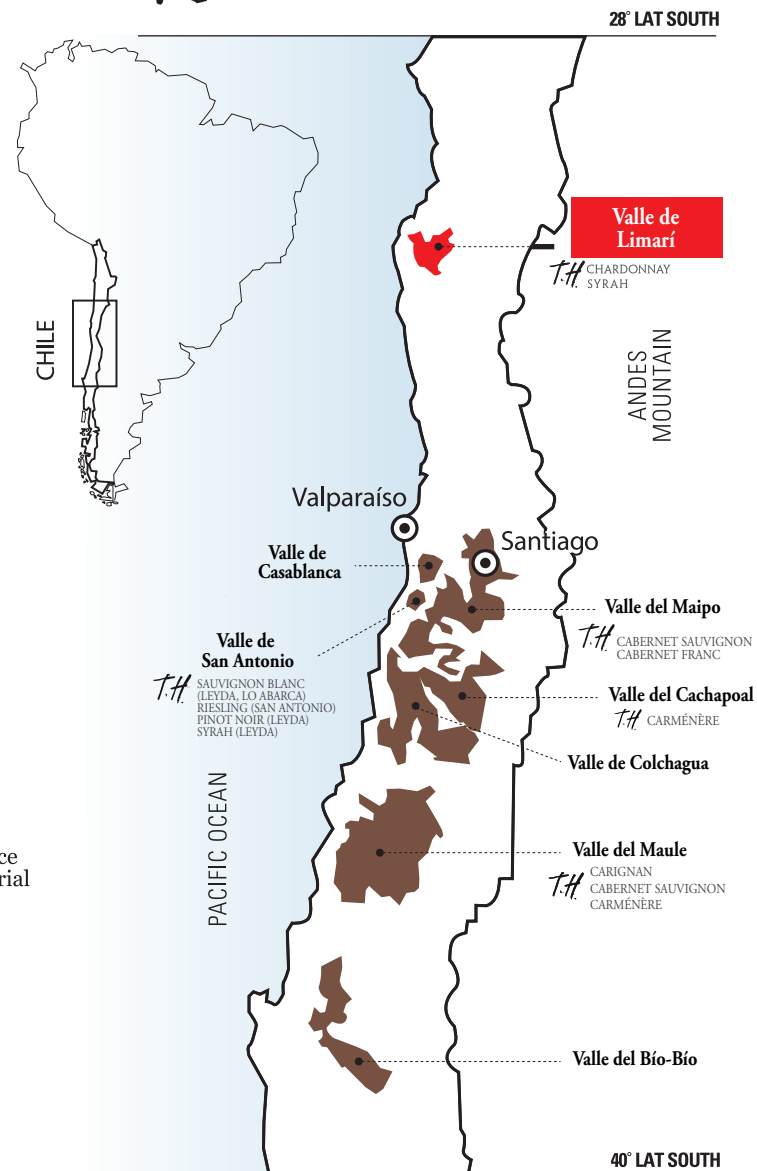 28° LAT SOUTH
Valle de
Limarí
T.H.
CHARDONNAY
SYRAH
CHILE
ANDES
MOUNTAIN
Valparaíso
Santiago
Valle de
Casablanca
Valle del Maipo
T.H.
CABERNET SAUVIGNON
CABERNET FRANC
Valle de
San Antonio
T.H.
SAUVIGNON BLANC
(LEYDA, LO ABARCA)
RIESLING (SAN ANTONIO)
PINOT NOIR (LEYDA)
SYRAH (LEYDA)
Valle del Cachapoal
T.H. CARMÉNÈRE
Valle de Colchagua
PACIFIC OCEAN
Valle del Maule
T.H.
CARIGNAN
CABERNET SAUVIGNON
CARMÉNÈRE
Valle del Bío-Bío
40° LAT SOUTH